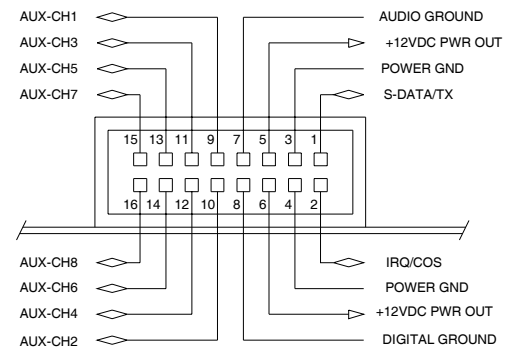 AUX-CH1 AUDIO GROUND
AUX-CH3 +12VDC PWR OUT
AUX-CH5 POWER GND
AUX-CH7 S-DATA/TX
15 13 11 9 7 5 3 1
16 14 12 10 8 6 4 2
AUX-CH8 IRQ/COS
AUX-CH6 POWER GND
AUX-CH4 +12VDC PWR OUT
AUX-CH2 DIGITAL GROUND